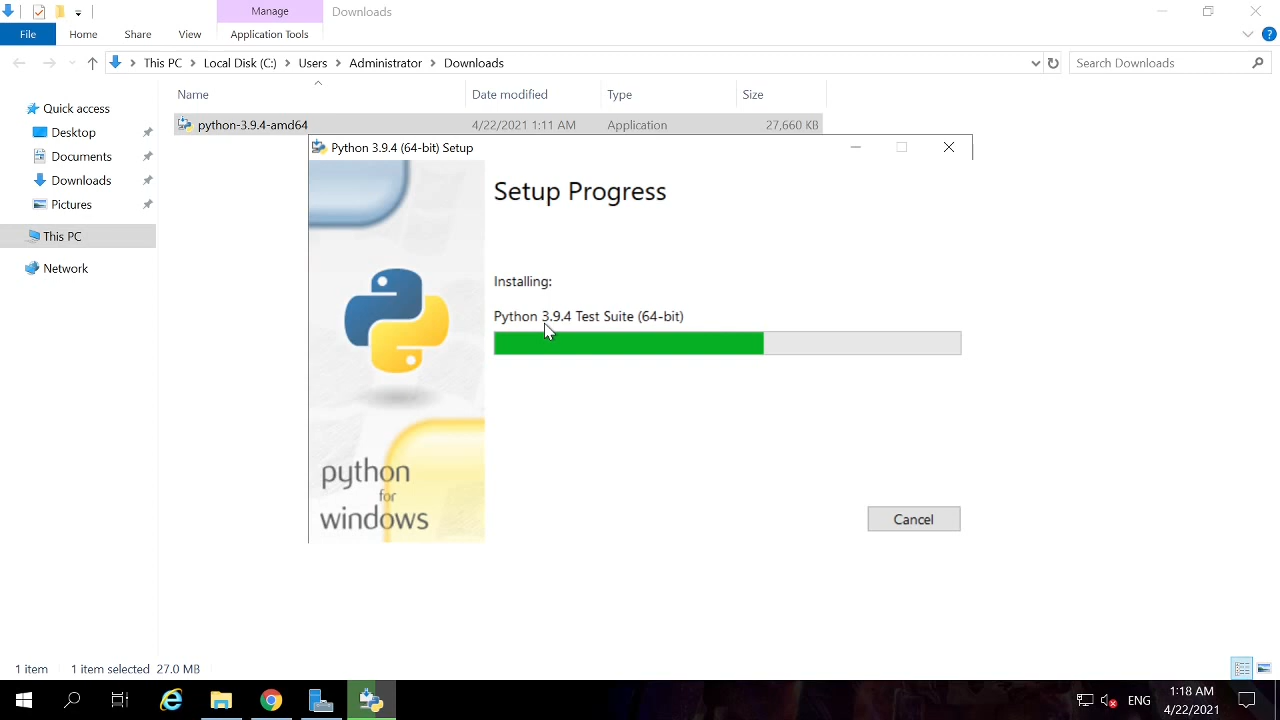 Manage
Downloads
File
Home
Share
View
Application Tools
This PC
Local Disk (C:)
Users
Administrator
Downloads
Search Downloads
Name
Date modified
Type
Size
Quick access
Desktop
Documents
Downloads
Pictures
This PC
Network
python-3.9.4-amd64
4/22/2021 1:11 AM
Application
27,660 KB
Python 3.9.4 (64-bit) Setup
Setup Progress
Installing:
Python 3.9.4 Test Suite (64-bit)
python
for
windows
Cancel
1 item
1 item selected 27.0 MB
ENG
1:18 AM
4/22/2021